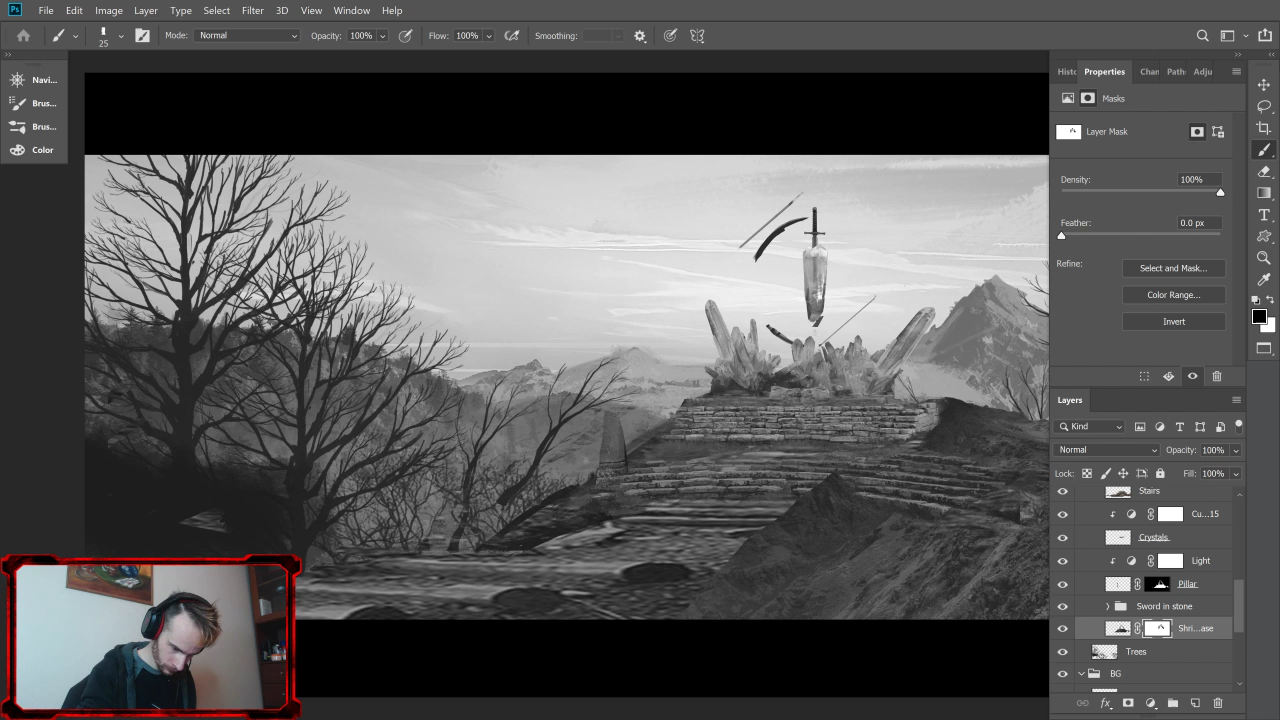 Ps File Edit Image Layer Type Select Filter 3D View Window Help
25 Mode: Normal Opacity: 100% Flow: 100% Smoothing:
Navi...
Brus...
Brus...
Color
Histc Properties Chan Path: Adju
Masks
Layer Mask
Density: 100%
Feather: 0.0 px
Refine: Select and Mask...
Color Range...
Invert
Layers
Kind
Normal Opacity: 100%
Lock: Fill: 100%
Stairs
Cu...15
Crystals
Light
Pillar
Sword in stone
Shri...ase
Trees
BG